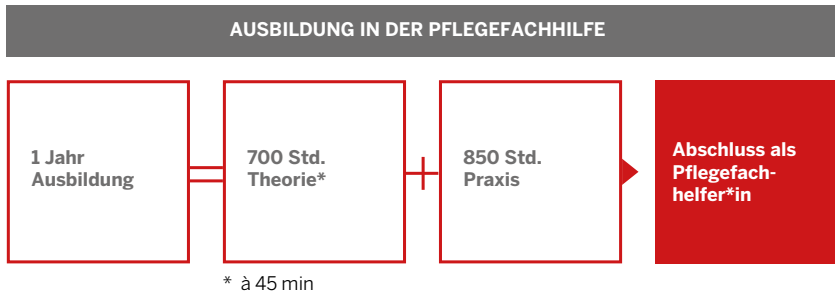 AUSBILDUNG IN DER PFLEGEFACHHILFE
1 Jahr
Ausbildung
700 Std.
Theorie*
850 Std.
Praxis
Abschluss als
Pflegefach-
helfer*in
* à 45 min